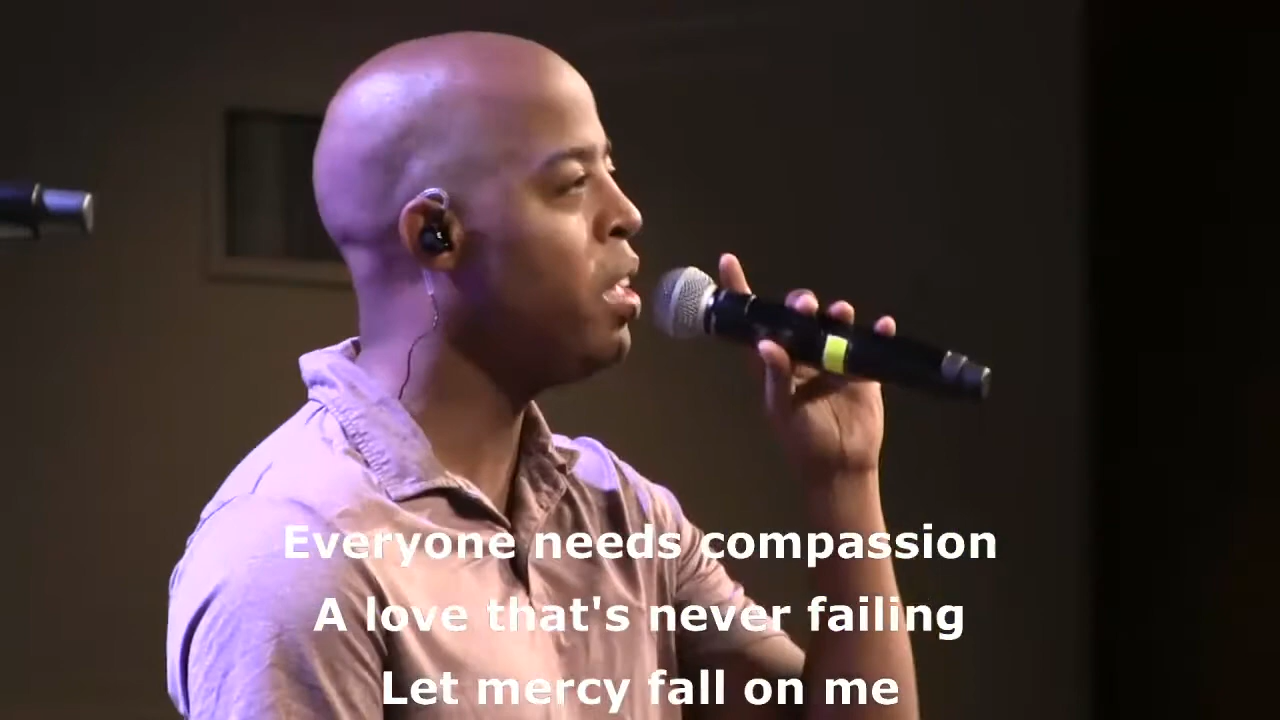 Everyone needs compassion
A love that's never failing
Let mercy fall on me